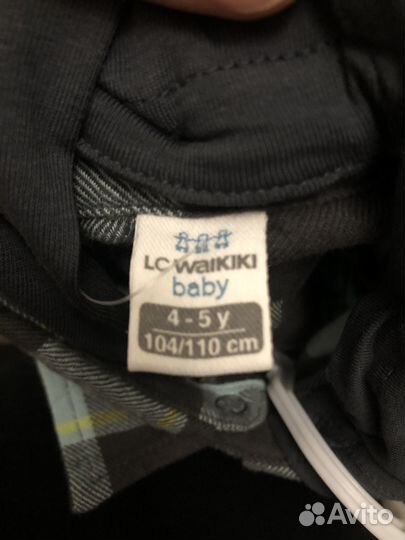 LC WAIKIKI
baby
4 - 5 y
104/110 cm
Avito